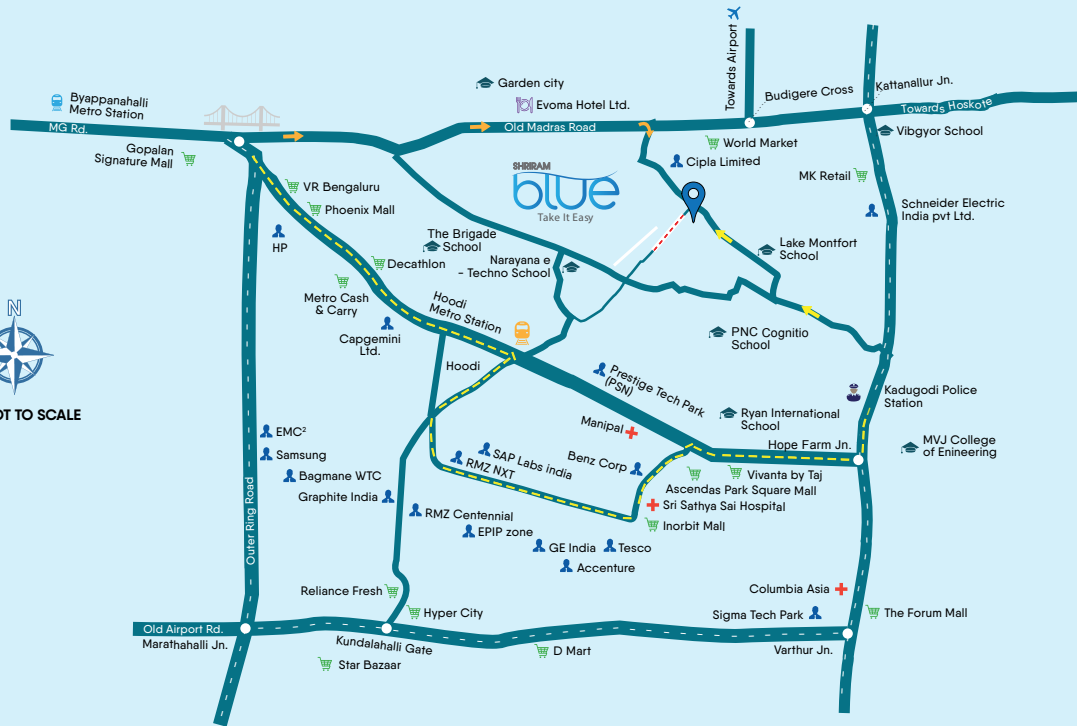 Towards Airport
Garden city
Evoma Hotel Ltd.
Byappanahalli
Metro Station
MG Rd.
Budigere Cross
Kattanallur Jn.
Towards Hoskote
Old Madras Road
Vibgyor School
World Market
Cipla Limited
Gopalan
Signature Mall
SHRIRAM
blue
Take It Easy
VR Bengaluru
Phoenix Mall
MK Retail
Schneider Electric
India pvt Ltd.
HP
The Brigade
School
Lake Montfort
School
Narayana e
- Techno School
Decathlon
Metro Cash
& Carry
Hoodi
Metro Station
N
Capgemini
Ltd.
PNC Cognitio
School
Hoodi
Prestige Tech Park
(PSN)
Kadugodi Police
Station
OT TO SCALE
Ryan International
School
Manipal
Hope Farm Jn.
MVJ College
of Enineering
EMC²
Samsung
SAP Labs india
RMZ NXT
Benz Corp
Bagmane WTC
Vivanta by Taj
Ascendas Park Square Mall
Graphite India
Sri Sathya Sai Hospital
RMZ Centennial
Inorbit Mall
EPIP zone
Outer Ring Road
GE India
Tesco
Accenture
Reliance Fresh
Columbia Asia
Hyper City
Sigma Tech Park
The Forum Mall
Old Airport Rd.
Marathahalli Jn.
Kundalahalli Gate
D Mart
Varthur Jn.
Star Bazaar